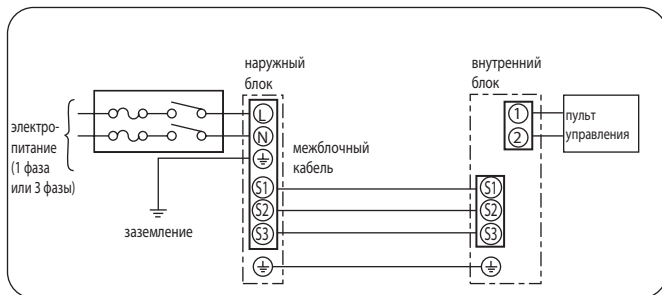 наружный
блок
внутренний
блок
электро-
питание
(1 фаза
или 3 фазы)
L
N
S1
S2
S3
заземление
межблочный
кабель
1
2
S1
S2
S3
пульт
управления